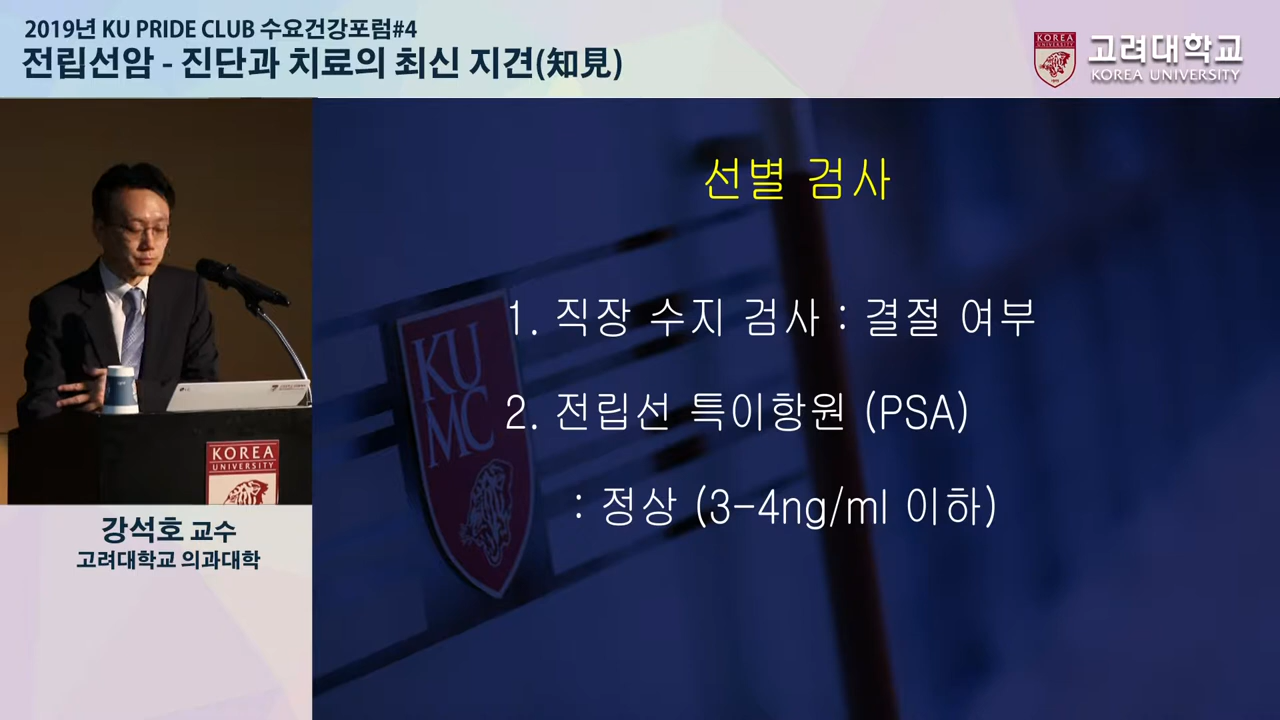 2019년 KU PRIDE CLUB 수요건강포럼#4
전립선암 - 진단과 치료의 최신 지견(知見)
KOREA
고려대학교
KOREA UNIVERSITY
선별 검사
1. 직장 수지 검사 : 결절 여부
2. 전립선 특이항원 (PSA)
: 정상 (3-4ng/ml 이하)
KU
MC
KOREA
UNIVERSITY
강석호 교수
고려대학교 의과대학